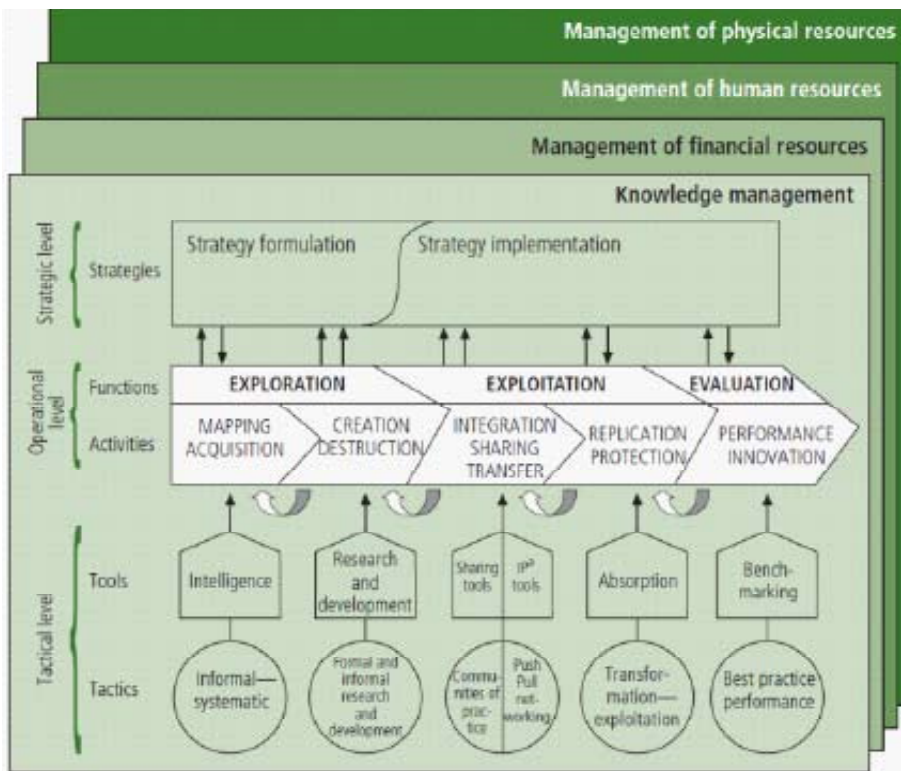 Management of physical resources
Management of human resources
Management of financial resources
Knowledge management
Strategic level
Strategies
Strategy formulation
Strategy implementation
Operational level
Functions
EXPLORATION
EXPLOITATION
EVALUATION
Activities
MAPPING
ACQUISITION
CREATION
DESTRUCTION
INTEGRATION
SHARING
TRANSFER
REPLICATION
PROTECTION
PERFORMANCE
INNOVATION
Tactical level
Tools
Intelligence
Research
and
development
Sharing
tools
tools
Absorption
Bench-
marking
Tactics
Informal—
systematic
Formal and
informal
research
and
development
Commu-
nities of
prac-
tice
Push
Pull
net-
working
Transfor-
mation—
exploitation
Best practice
performance